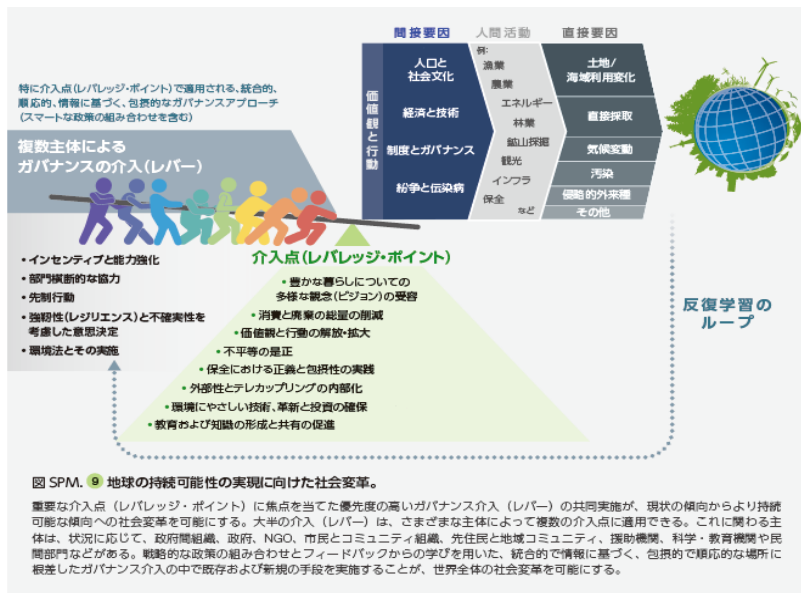 間接要因
人間活動
直接要因
価値観と行動
人口と
社会文化
経済と技術
制度とガバナンス
紛争と伝染病
例:
漁業
農業
エネルギー
林業
鉱山採掘
観光
インフラ
保全
など
土地/
海域利用変化
直接採取
気候変動
汚染
侵略的外来種
その他
特に介入点(レバレッジ・ポイント)で適用される、統合的、
順応的、情報に基づく、包摂的なガバナンスアプローチ
(スマートな政策の組み合わせを含む)
複数主体による
ガバナンスの介入(レバー)
・インセンティブと能力強化
・部門横断的な協力
・先制行動
・強靭性(レジリエンス)と不確実性を
考慮した意思決定
・環境法とその実施
介入点(レバレッジ・ポイント)
・豊かな暮らしについての
多様な観念(ビジョン)の受容
・消費と廃棄の総量の削減
・価値観と行動の解放・拡大
・不平等の是正
・保全における正義と包摂性の実践
・外部性とテレカップリングの内部化
・環境にやさしい技術、革新と投資の確保
・教育および知識の形成と共有の促進
反復学習の
ループ
図 SPM. 9 地球の持続可能性の実現に向けた社会変革。
重要な介入点(レバレッジ・ポイント)に焦点を当てた優先度の高いガバナンス介入(レバー)の共同実施が、現状の傾向からより持続
可能な傾向への社会変革を可能にする。大半の介入(レバー)は、さまざまな主体によって複数の介入点に適用できる。これに関わる主
体は、状況に応じて、政府間組織、政府、NGO、市民とコミュニティ組織、先住民と地域コミュニティ、援助機関、科学・教育機関や民
間部門などがある。戦略的な政策の組み合わせとフィードバックからの学びを用いた、統合的で情報に基づく、包摂的で順応的な場所に
根差したガバナンス介入の中で既存および新規の手段を実施することが、世界全体の社会変革を可能にする。